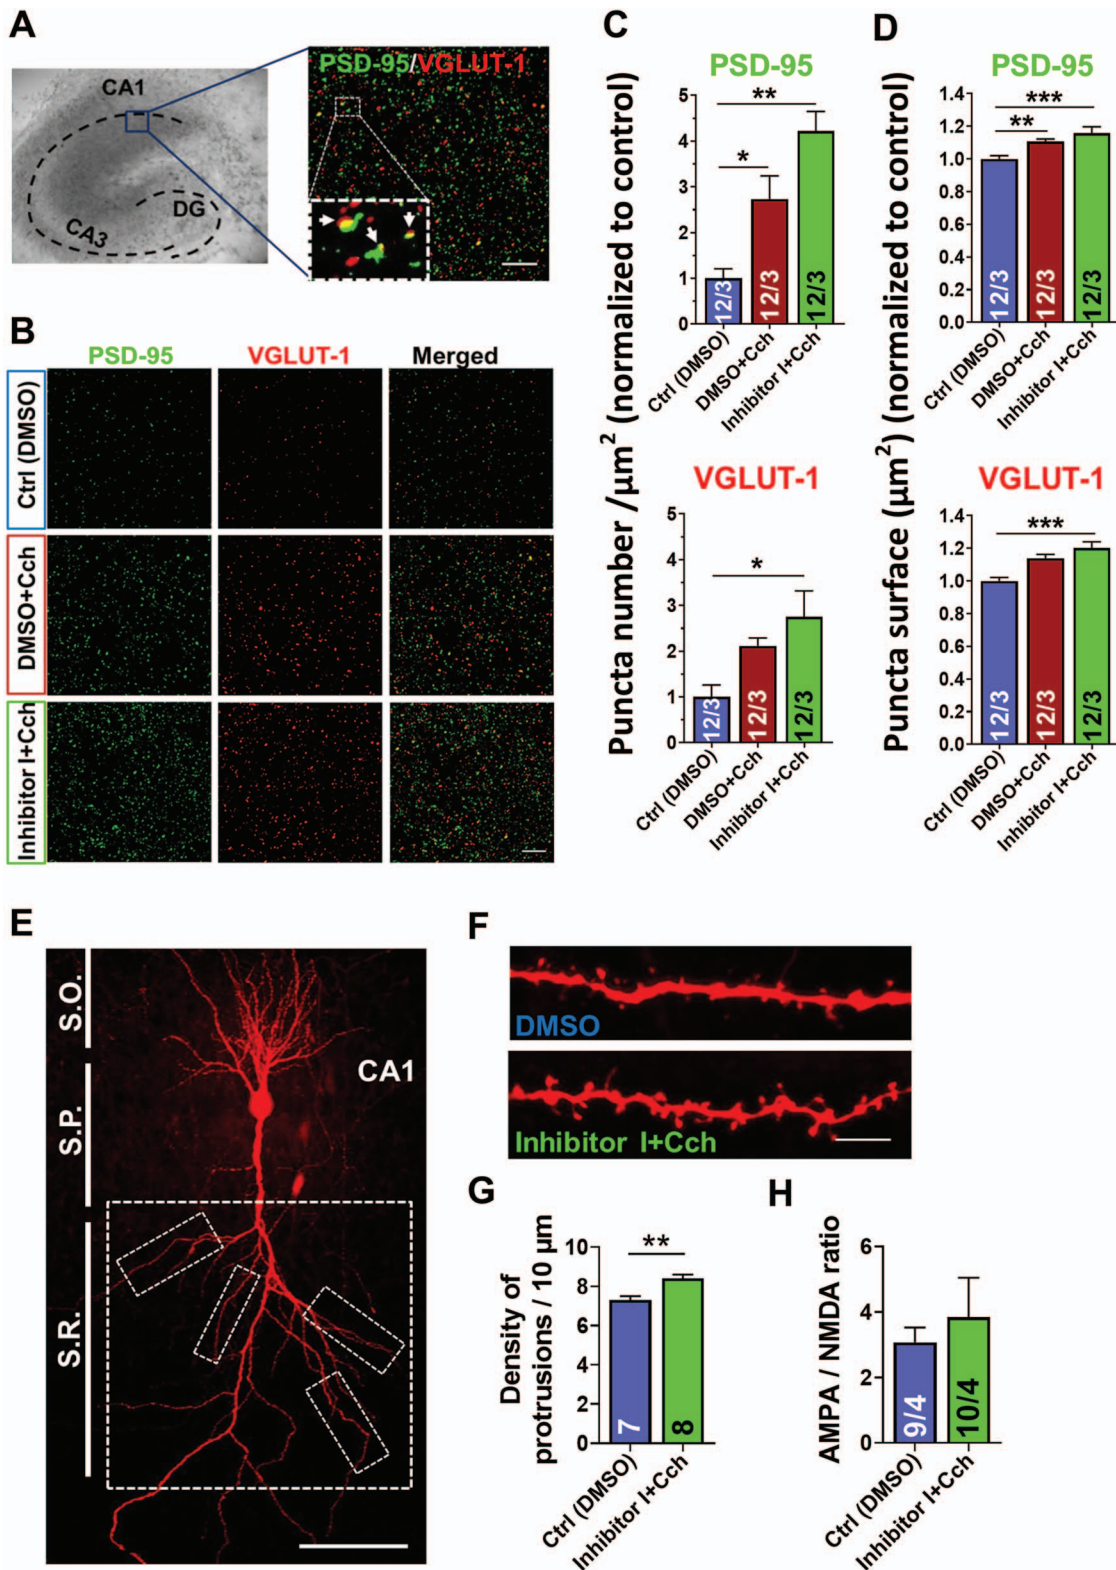 A
CA1
CA3
DG
PSD-95/VGLUT-1
B
PSD-95
VGLUT-1
Merged
Ctrl (DMSO)
DMSO+Cch
Inhibitor I+Cch
C
Puncta number /µm² (normalized to control)
PSD-95
**
*
5
4
3
2
1
0
12/3
12/3
12/3
Ctrl (DMSO)
DMSO+Cch
Inhibitor I+Cch
VGLUT-1
*
5
4
3
2
1
0
12/3
12/3
12/3
Ctrl (DMSO)
DMSO+Cch
Inhibitor I+Cch
D
Puncta surface (µm²) (normalized to control)
PSD-95
***
**
1.4
1.2
1.0
0.8
0.6
0.4
0.2
0.0
12/3
12/3
12/3
Ctrl (DMSO)
DMSO+Cch
Inhibitor I+Cch
VGLUT-1
***
1.4
1.2
1.0
0.8
0.6
0.4
0.2
0.0
12/3
12/3
12/3
Ctrl (DMSO)
DMSO+Cch
Inhibitor I+Cch
E
S.O.
S.P.
S.R.
CA1
F
DMSO
Inhibitor I+Cch
G
Density of
protrusions / 10 µm
**
10
8
6
4
2
0
7
8
Ctrl (DMSO)
Inhibitor I+Cch
H
AMPA / NMDA ratio
6
4
2
0
9/4
10/4
Ctrl (DMSO)
Inhibitor I+Cch